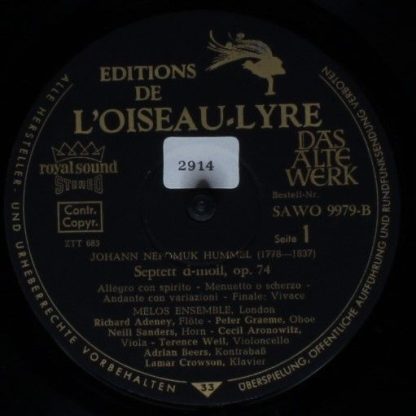 EDITIONS
DE
L'OISEAU-LYRE
DAS
ALTE
WERK
royal sound
STEREO
2914
Bestell-Nr.
SAWO 9979-B
Contr.
Copyr.
Seite 1
ZTT 683
JOHANN NEPOMUK HUMMEL (1778—1837)
Septett d-moll, op. 74
Allegro con spirito - Menuetto o scherzo -
Andante con variazioni - Finale: Vivace
MELOS ENSEMBLE, London
Richard Adeney, Flöte - Peter Graeme, Oboe
Neill Sanders, Horn - Cecil Aronowitz,
Viola - Terence Weil, Violoncello
Adrian Beers, Kontrabaß
Lamar Crowson, Klavier
33
ALLE HERSTELLER- UND URHEBERRECHTE VORBEHALTEN
ÜBERSPIELUNG, ÖFFENTLICHE AUFFÜHRUNG UND RUNDFUNKSENDUNG VERBOTEN